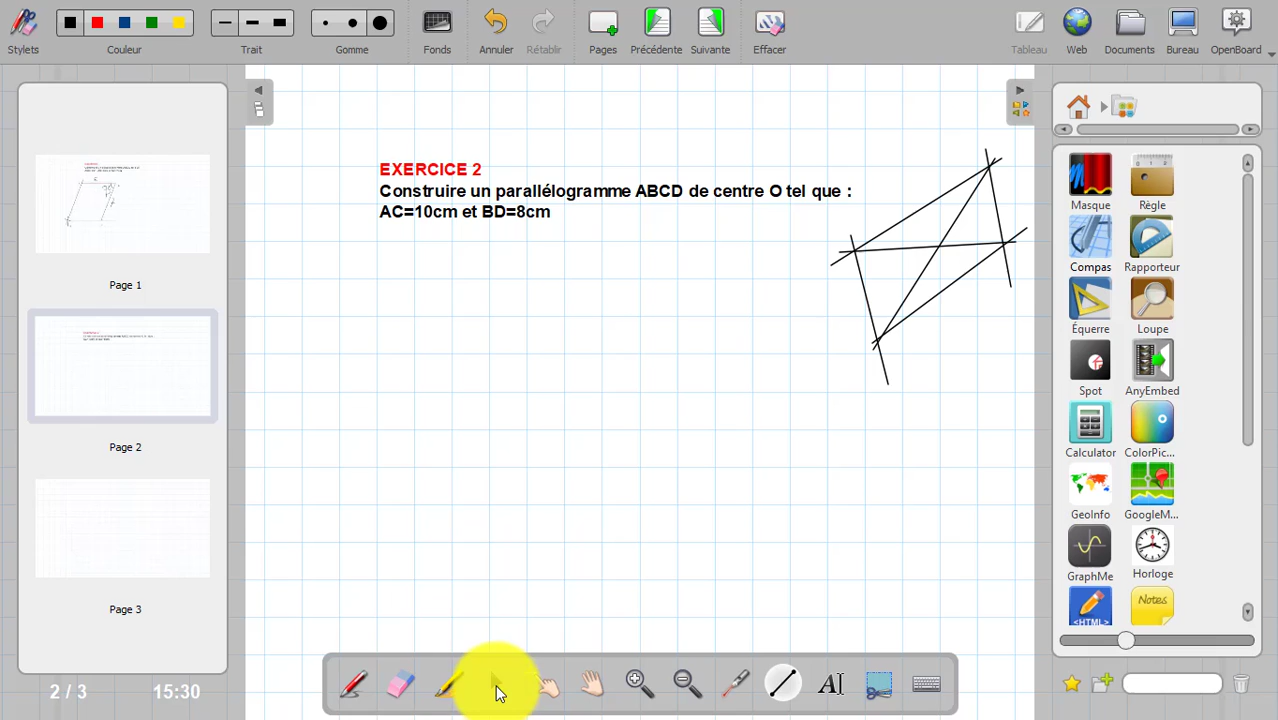 Stylets
Couleur
Trait
Gomme
Fonds
Annuler
Rétablir
Pages
Précédente
Suivante
Effacer
Tableau
Web
Documents
Bureau
OpenBoard
Page 1
Page 2
Page 3
2 / 3
15:30
EXERCICE 2
Construire un parallélogramme ABCD de centre O tel que :
AC=10cm et BD=8cm
Masque
Règle
Compas
Rapporteur
Équerre
Loupe
Spot
AnyEmbed
Calculator
ColorPic...
GeoInfo
GoogleM...
GraphMe
Horloge
<HTML>
Notes